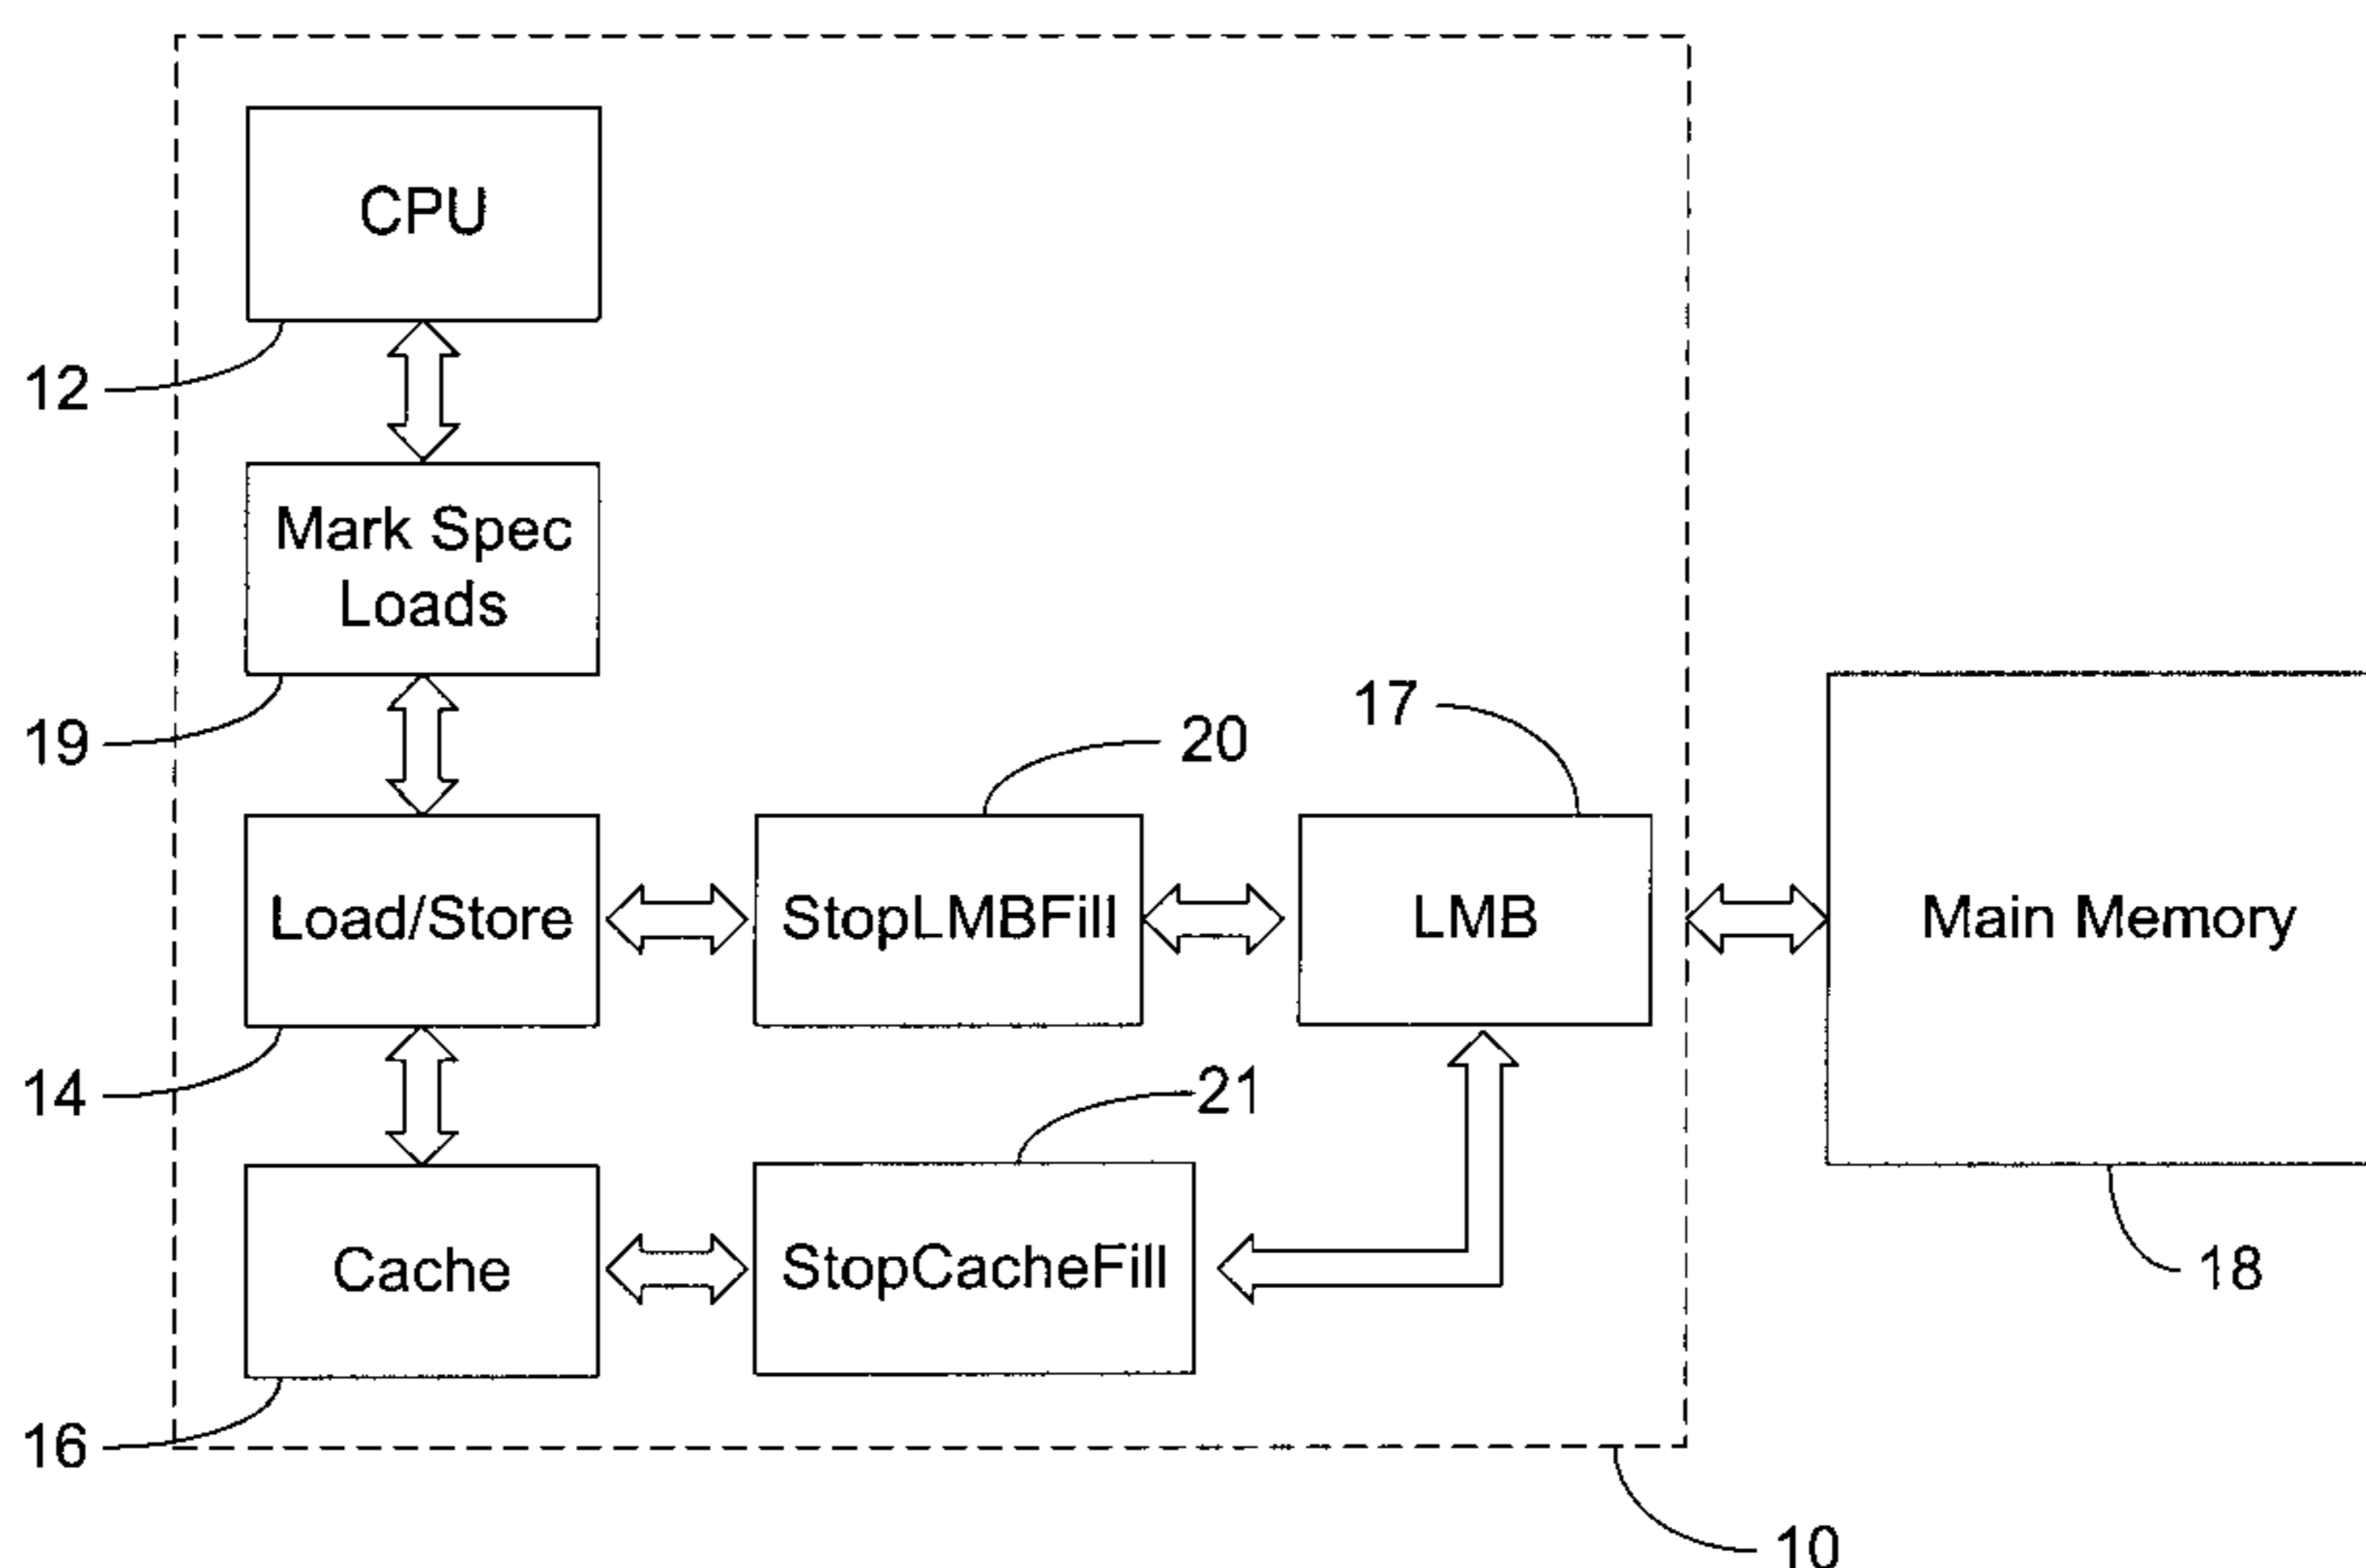 CPU
12
Mark Spec
Loads
19
20
17
Load/Store
StopLMBFill
LMB
Main Memory
14
21
Cache
StopCacheFill
18
16
10